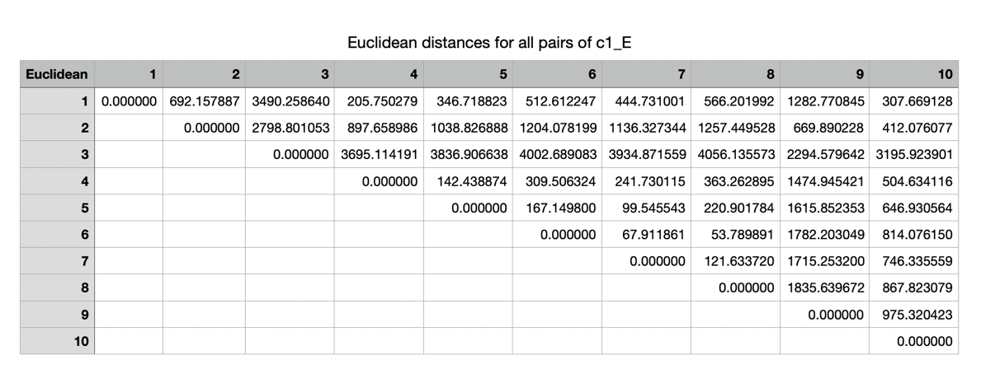 Euclidean distances for all pairs of c1_E
Euclidean 1 2 3 4 5 6 7 8 9 10
1 0.000000 692.157887 3490.258640 205.750279 346.718823 512.612247 444.731001 566.201992 1282.770845 307.669128
2 0.000000 2798.801053 897.658986 1038.826888 1204.078199 1136.327344 1257.449528 669.890228 412.076077
3 0.000000 3695.114191 3836.906638 4002.689083 3934.871559 4056.135573 2294.579642 3195.923901
4 0.000000 142.438874 309.506324 241.730115 363.262895 1474.945421 504.634116
5 0.000000 167.149800 99.545543 220.901784 1615.852353 646.930564
6 0.000000 67.911861 53.789891 1782.203049 814.076150
7 0.000000 121.633720 1715.253200 746.335559
8 0.000000 1835.639672 867.823079
9 0.000000 975.320423
10 0.000000